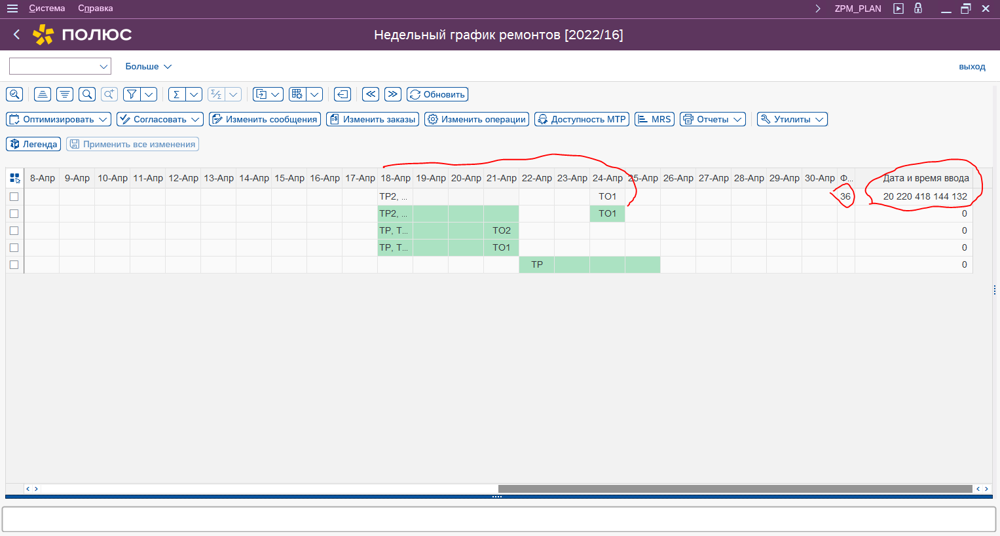 Система Справка ZPM_PLAN
ПОЛЮС Недельный график ремонтов [2022/16]
Больше выход
Обновить
Оптимизировать Согласовать Изменить сообщения Изменить заказы Изменить операции Доступность МТР MRS Отчеты Утилиты
Легенда Применить все изменения
8-Апр 9-Апр 10-Апр 11-Апр 12-Апр 13-Апр 14-Апр 15-Апр 16-Апр 17-Апр 18-Апр 19-Апр 20-Апр 21-Апр 22-Апр 23-Апр 24-Апр 25-Апр 26-Апр 27-Апр 28-Апр 29-Апр 30-Апр Ф... Дата и время ввода
ТР2, ... ТО1 36 20 220 418 144 132
ТР2, ... ТО1 0
ТР, Т... ТО2 0
ТР, Т... ТО1 0
ТР 0